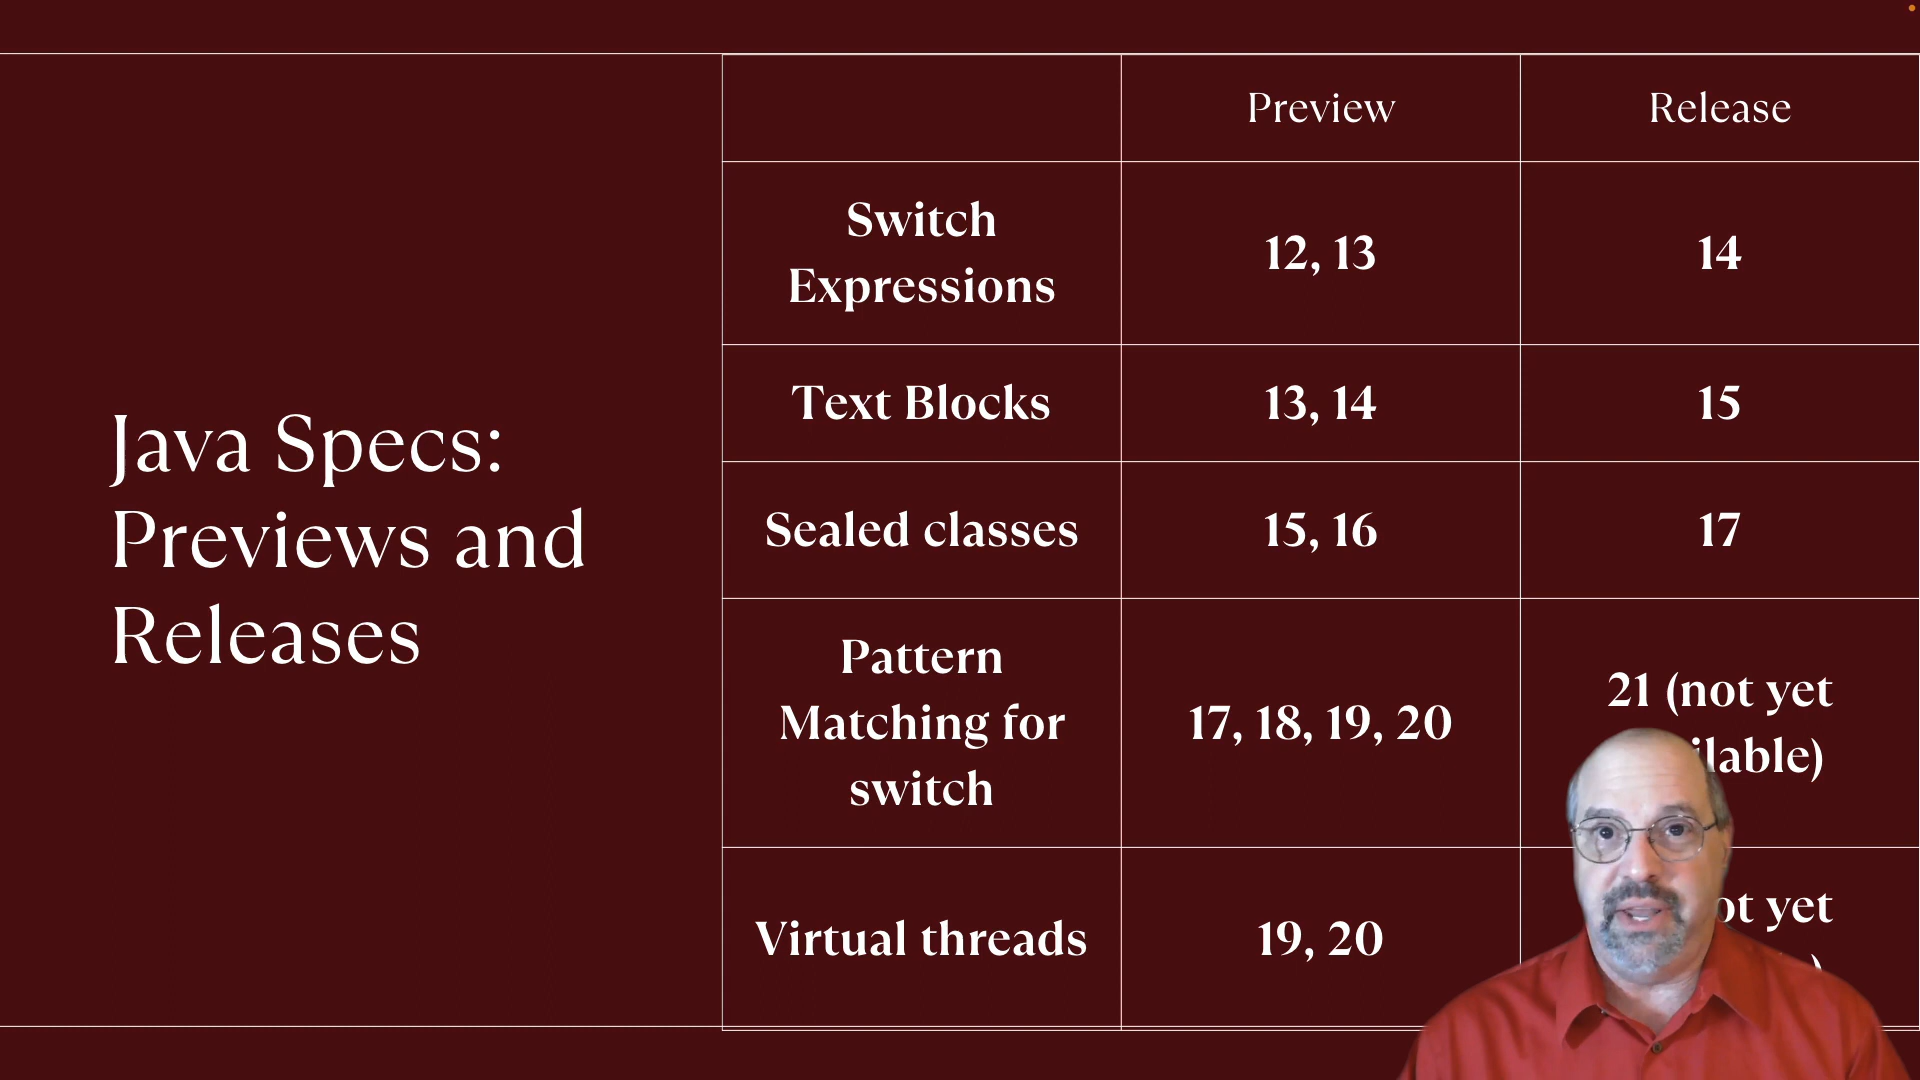 Java Specs:
Previews and
Releases
Preview
Release
Switch
Expressions
12, 13
14
Text Blocks
13, 14
15
Sealed classes
15, 16
17
Pattern
Matching for
switch
17, 18, 19, 20
21 (not yet
Virtual threads
19, 20
yet